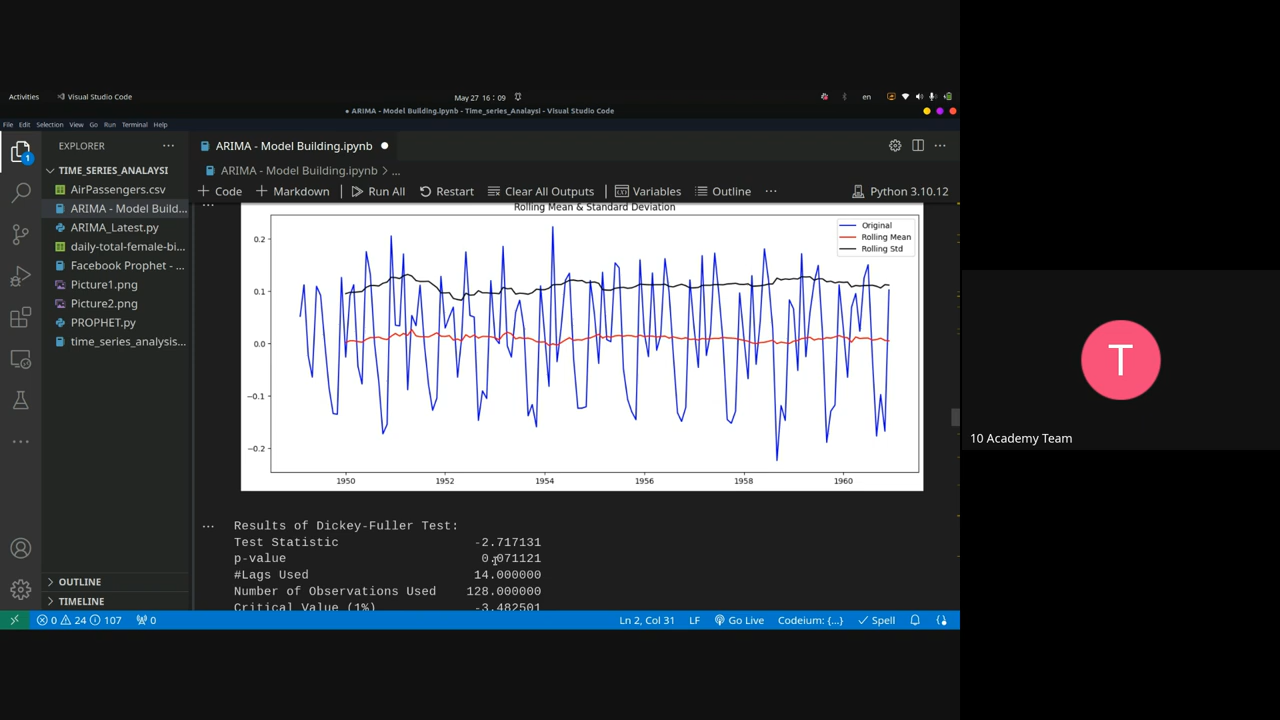 Activities
Visual Studio Code
May 27 16 : 09
en
• ARIMA - Model Building.ipynb - Time_series_Analaysi - Visual Studio Code
File Edit Selection View Go Run Terminal Help
EXPLORER
ARIMA - Model Building.ipynb
TIME_SERIES_ANALAYSI
ARIMA - Model Building.ipynb > ...
AirPassengers.csv
Code
Markdown
Run All
Restart
Clear All Outputs
Variables
Outline
Python 3.10.12
ARIMA - Model Build...
ARIMA_Latest.py
daily-total-female-bi...
Facebook Prophet - ...
Picture1.png
Picture2.png
PROPHET.py
time_series_analysis...
1
Rolling Mean & Standard Deviation
Original
Rolling Mean
Rolling Std
0.2
0.1
0.0
−0.1
−0.2
1950 1952 1954 1956 1958 1960
Results of Dickey-Fuller Test:
Test Statistic -2.717131
p-value 0.071121
#Lags Used 14.000000
Number of Observations Used 128.000000
Critical Value (1%) -3.482501
OUTLINE
TIMELINE
0 24 107 0
Ln 2, Col 31
LF
Go Live
Codeium: {...}
Spell
T
10 Academy Team